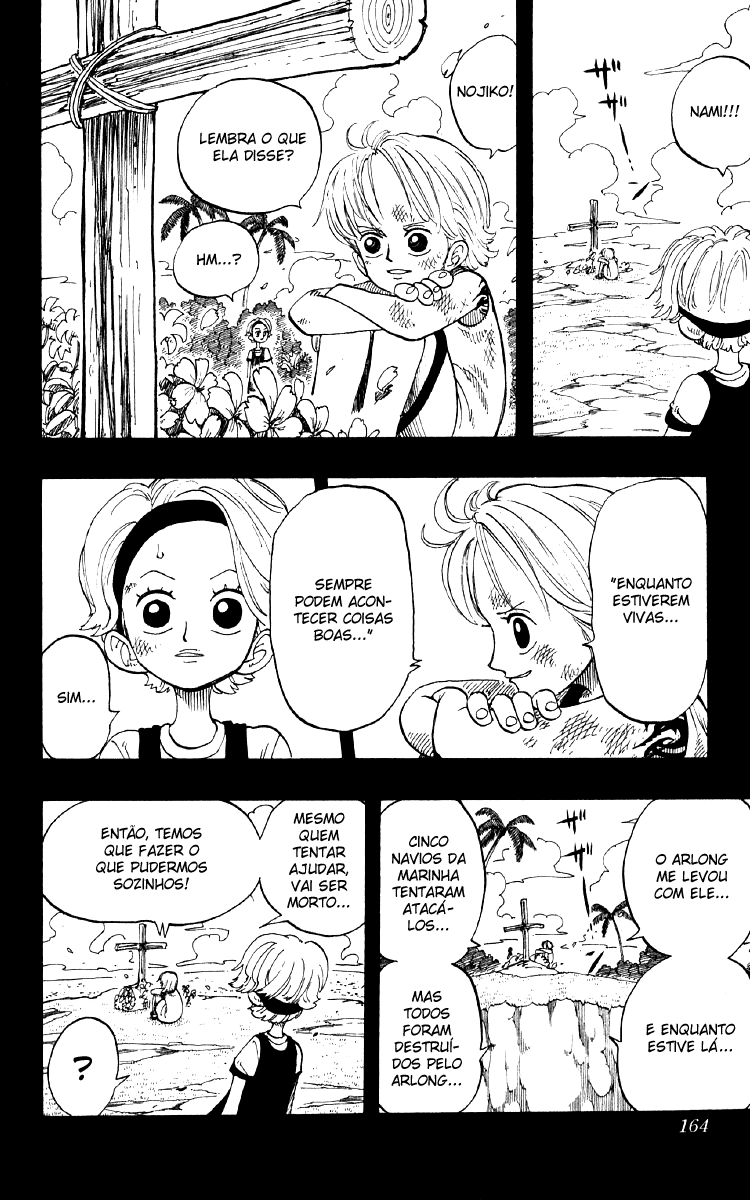 NAMI!!!
NOJIKO!
LEMBRA O QUE
ELA DISSE?
HM...?
"ENQUANTO
ESTIVEREM
VIVAS...
SEMPRE
PODEM ACON-
TECER COISAS
BOAS..."
SIM...
O ARLONG
ME LEVOU
COM ELE...
E ENQUANTO
ESTIVE LÁ...
CINCO
NAVIOS DA
MARINHA
TENTARAM
ATACÁ-
LOS...
MAS
TODOS
FORAM
DESTRUÍ-
DOS PELO
ARLONG...
MESMO
QUEM
TENTAR
AJUDAR,
VAI SER
MORTO...
ENTÃO, TEMOS
QUE FAZER O
QUE PUDERMOS
SOZINHOS!
?
164